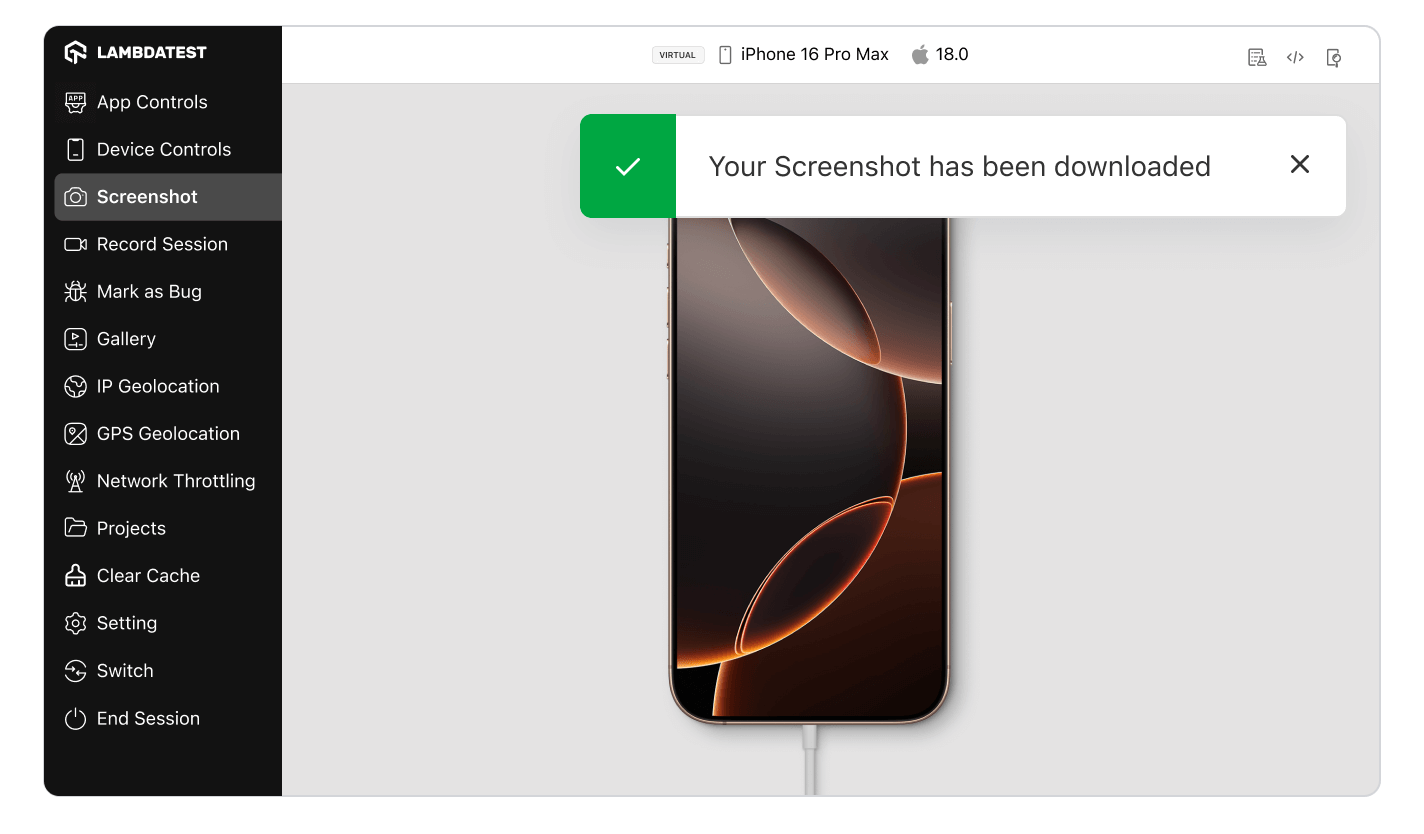 LAMBDATEST
VIRTUAL iPhone 16 Pro Max 18.0
APP
App Controls
Device Controls
Screenshot
Record Session
Mark as Bug
Gallery
IP Geolocation
GPS Geolocation
Network Throttling
Projects
Clear Cache
Setting
Switch
End Session
Your Screenshot has been downloaded